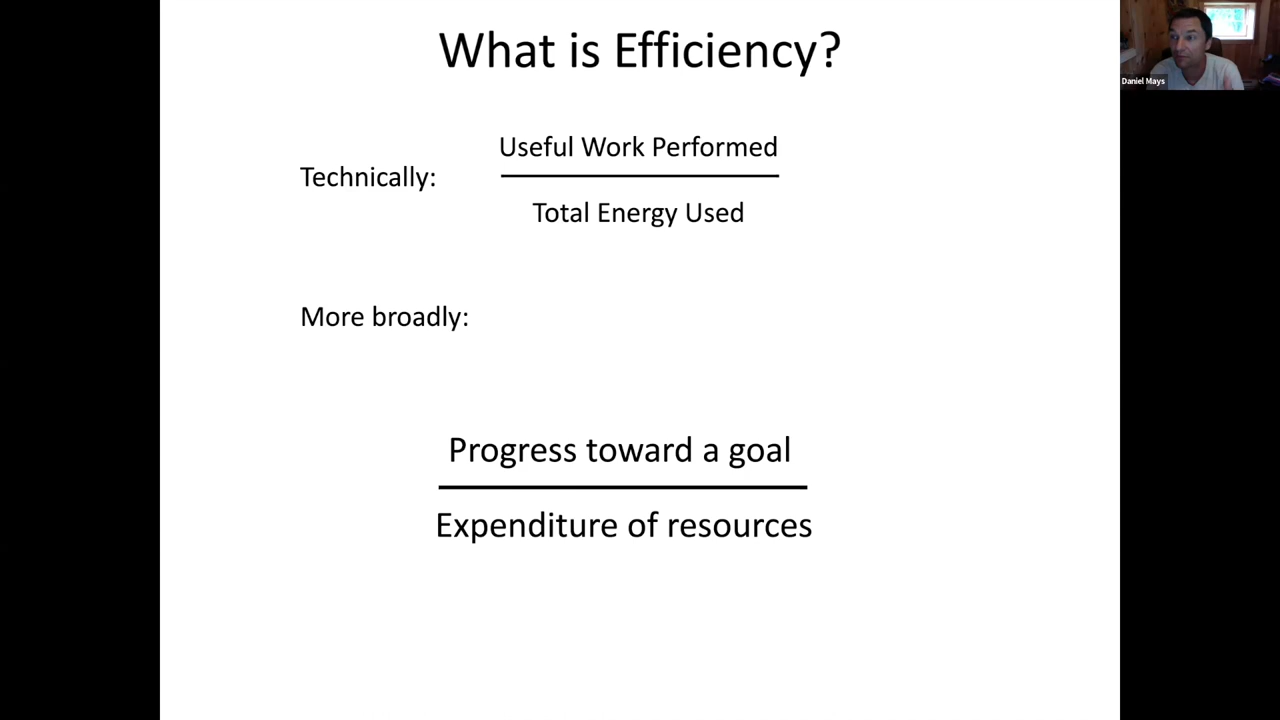 What is Efficiency?
Daniel Mays
Useful Work Performed
Technically:
Total Energy Used
More broadly:
Progress toward a goal
Expenditure of resources